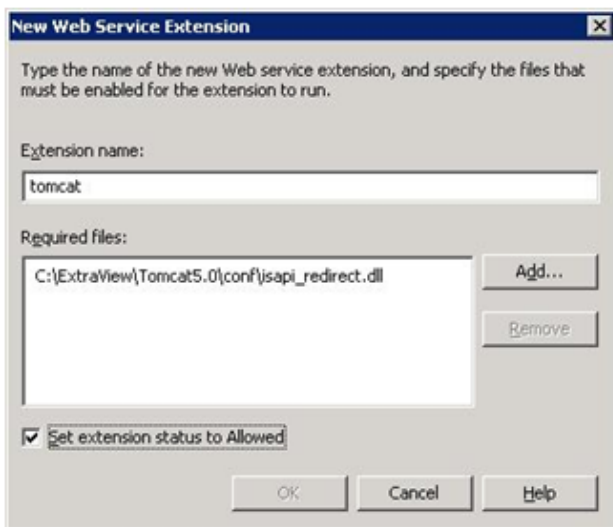 New Web Service Extension
Type the name of the new Web service extension, and specify the files that
must be enabled for the extension to run.
Extension name:
tomcat
Required files:
C:\ExtraView\Tomcat5.0\conf\isapi_redirect.dll
Add...
Remove
Set extension status to Allowed
OK
Cancel
Help